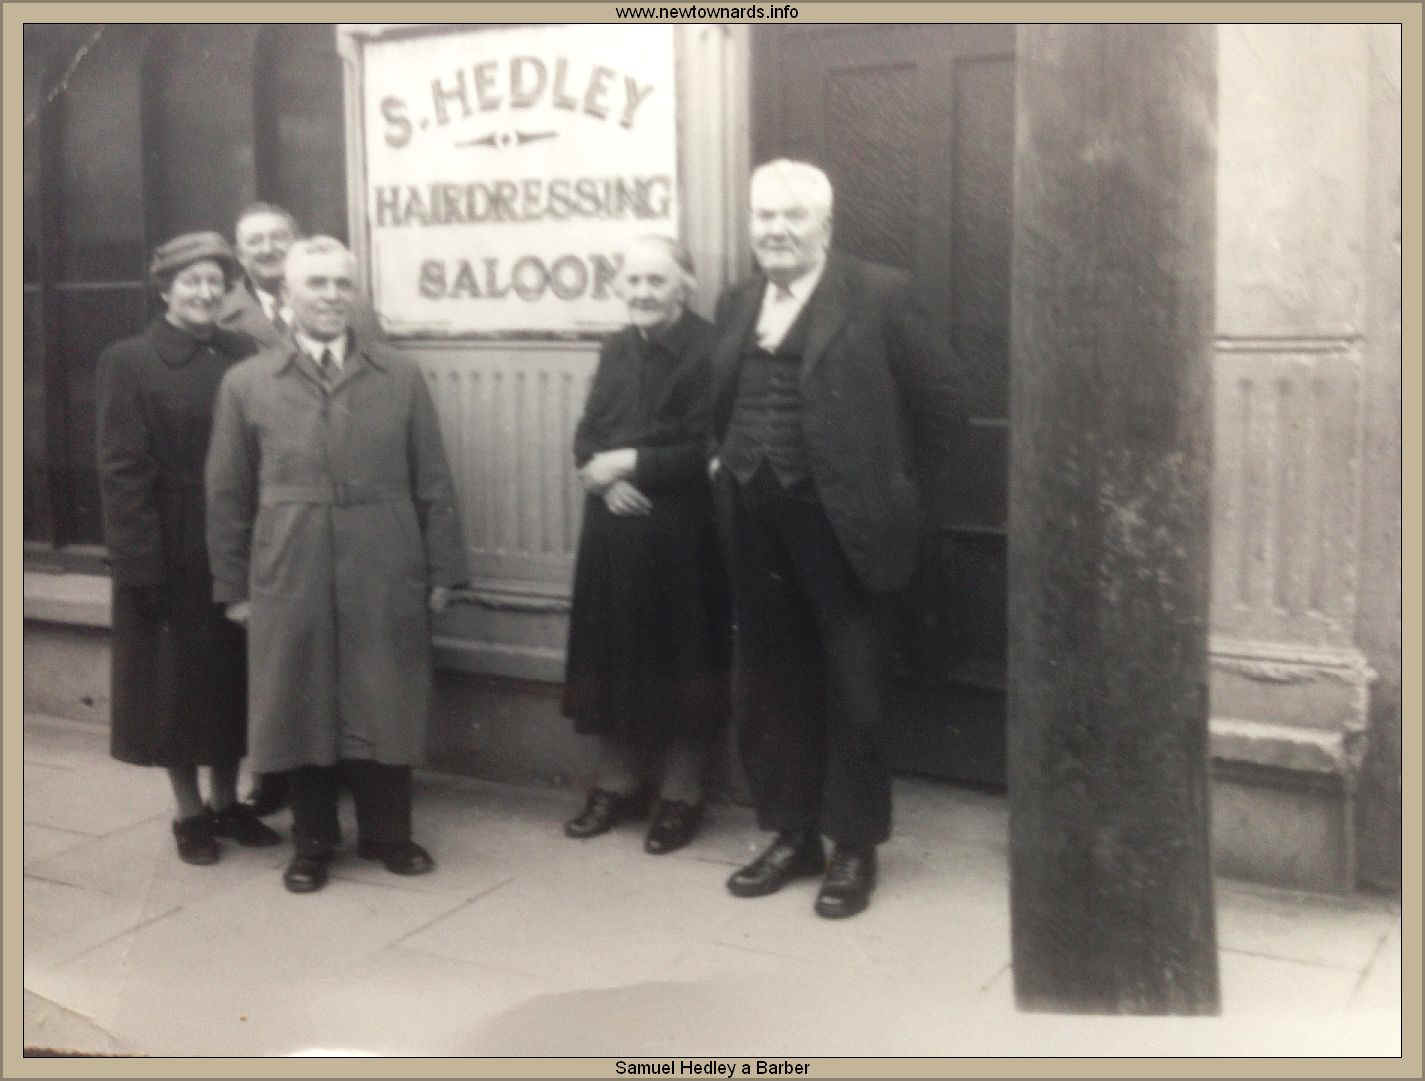 www.newtownards.info
S. HEDLEY
HAIRDRESSING
SALOON
Samuel Hedley a Barber